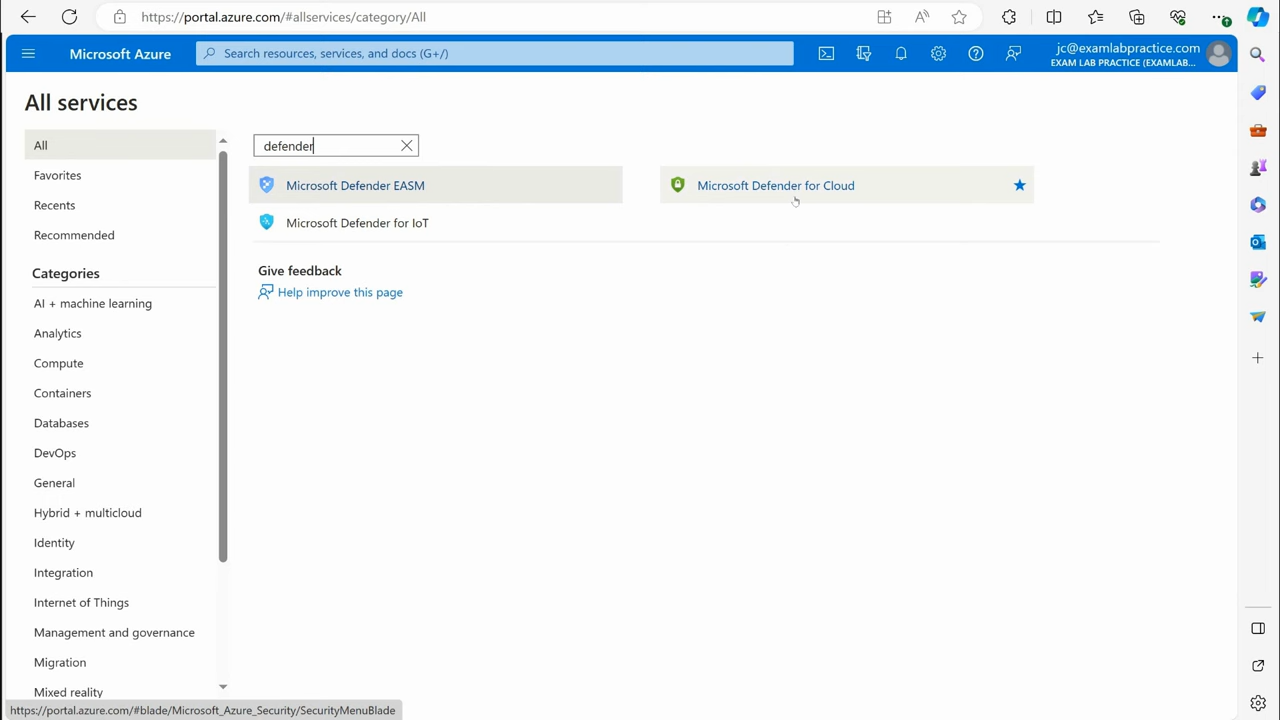 https://portal.azure.com/#allservices/category/All
Microsoft Azure
Search resources, services, and docs (G+/)
jc@examlabpractice.com
EXAM LAB PRACTICE (EXAMLAB...
All services
All
Favorites
Recents
Recommended
Categories
AI + machine learning
Analytics
Compute
Containers
Databases
DevOps
General
Hybrid + multicloud
Identity
Integration
Internet of Things
Management and governance
Migration
Mixed reality
defender
Microsoft Defender EASM
Microsoft Defender for Cloud
Microsoft Defender for IoT
Give feedback
Help improve this page
https://portal.azure.com/#blade/Microsoft_Azure_Security/SecurityMenuBlade